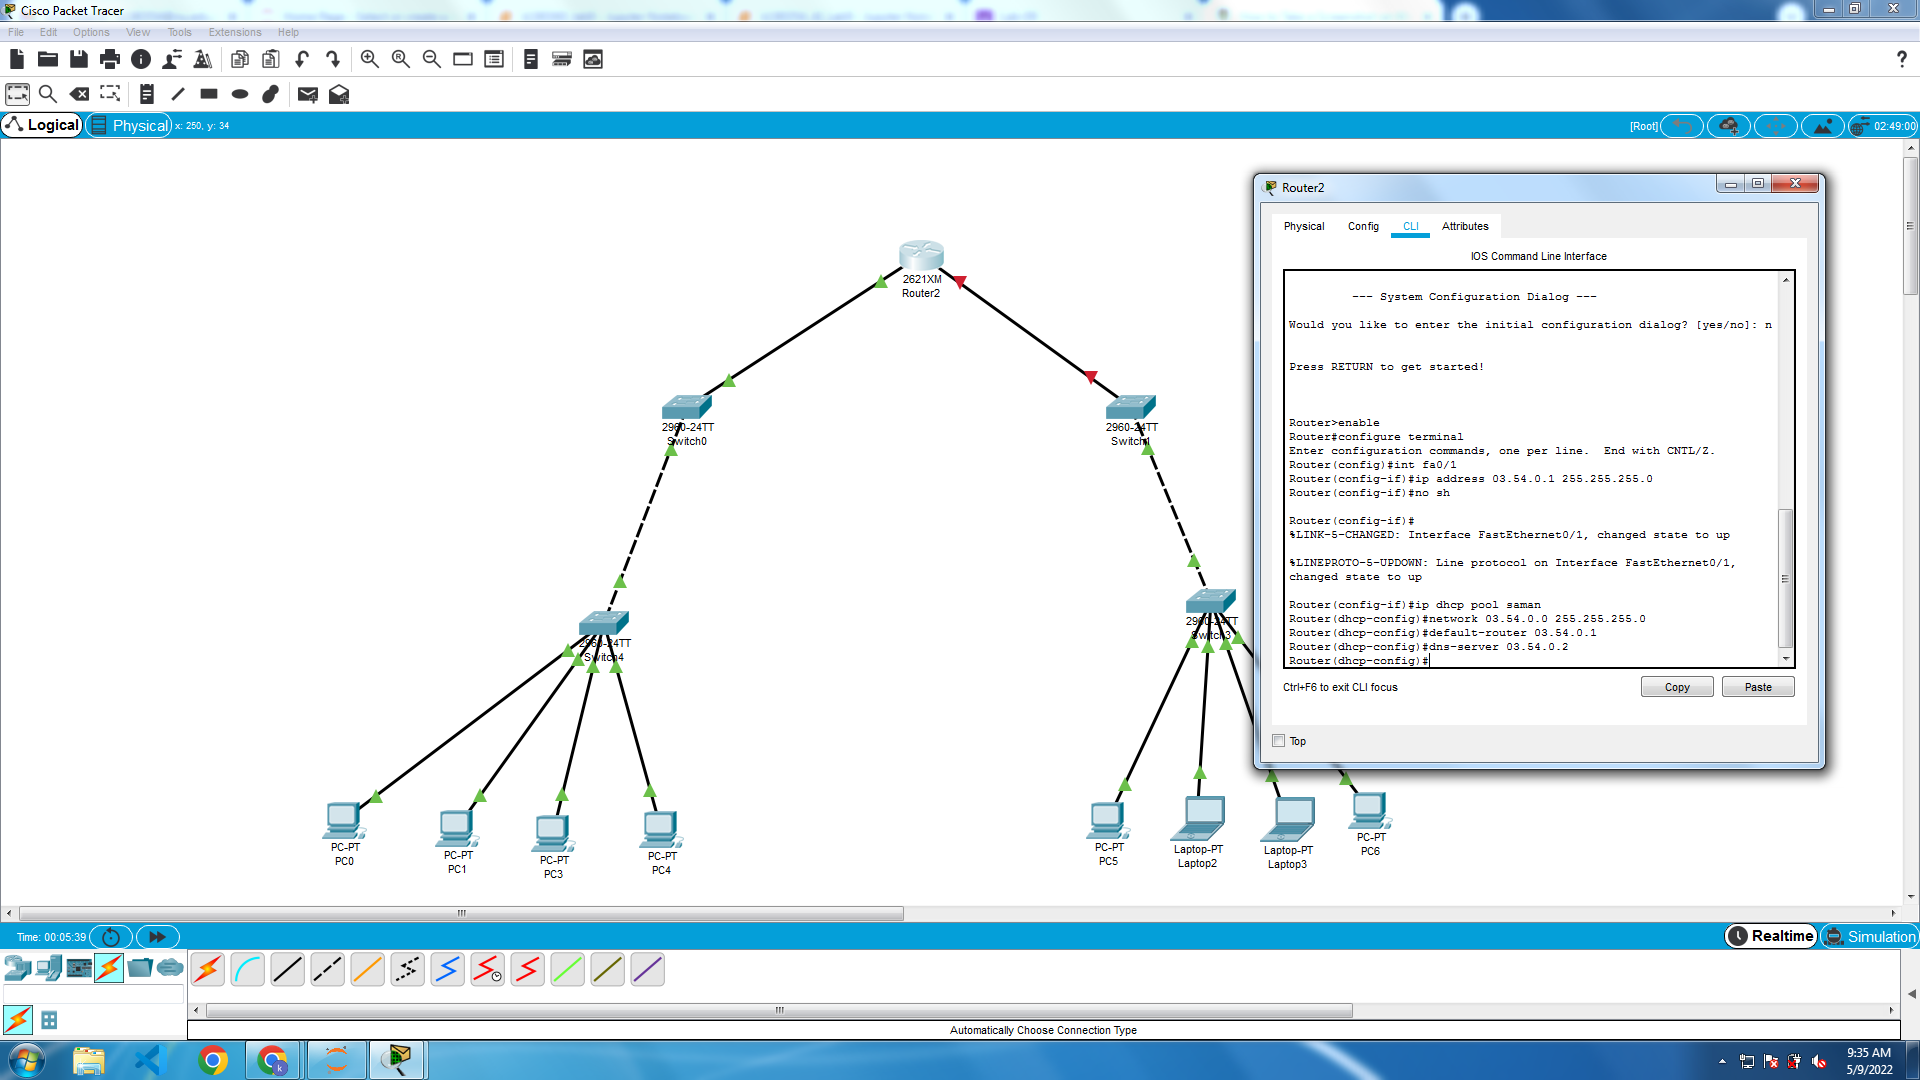 Cisco Packet Tracer
File Edit Options View Tools Extensions Help
Logical Physical x: 250, y: 34 [Root] 02:49:00
2621XM
Router2
2960-24TT
Switch0
2960-24TT
Switch1
2960-24TT
Switch4
2960-24TT
Switch3
PC-PT
PC0
PC-PT
PC1
PC-PT
PC3
PC-PT
PC4
PC-PT
PC5
Laptop-PT
Laptop2
Laptop-PT
Laptop3
PC-PT
PC6
Router2
Physical Config CLI Attributes
IOS Command Line Interface
--- System Configuration Dialog ---
Would you like to enter the initial configuration dialog? [yes/no]: n
Press RETURN to get started!
Router>enable
Router#configure terminal
Enter configuration commands, one per line.  End with CNTL/Z.
Router(config)#int fa0/1
Router(config-if)#ip address 03.54.0.1 255.255.255.0
Router(config-if)#no sh
Router(config-if)#
%LINK-5-CHANGED: Interface FastEthernet0/1, changed state to up
%LINEPROTO-5-UPDOWN: Line protocol on Interface FastEthernet0/1,
changed state to up
Router(config-if)#ip dhcp pool saman
Router(dhcp-config)#network 03.54.0.0 255.255.255.0
Router(dhcp-config)#default-router 03.54.0.1
Router(dhcp-config)#dns-server 03.54.0.2
Router(dhcp-config)#
Ctrl+F6 to exit CLI focus
Copy Paste
Top
Time: 00:05:39
Realtime Simulation
Automatically Choose Connection Type
9:35 AM
5/9/2022